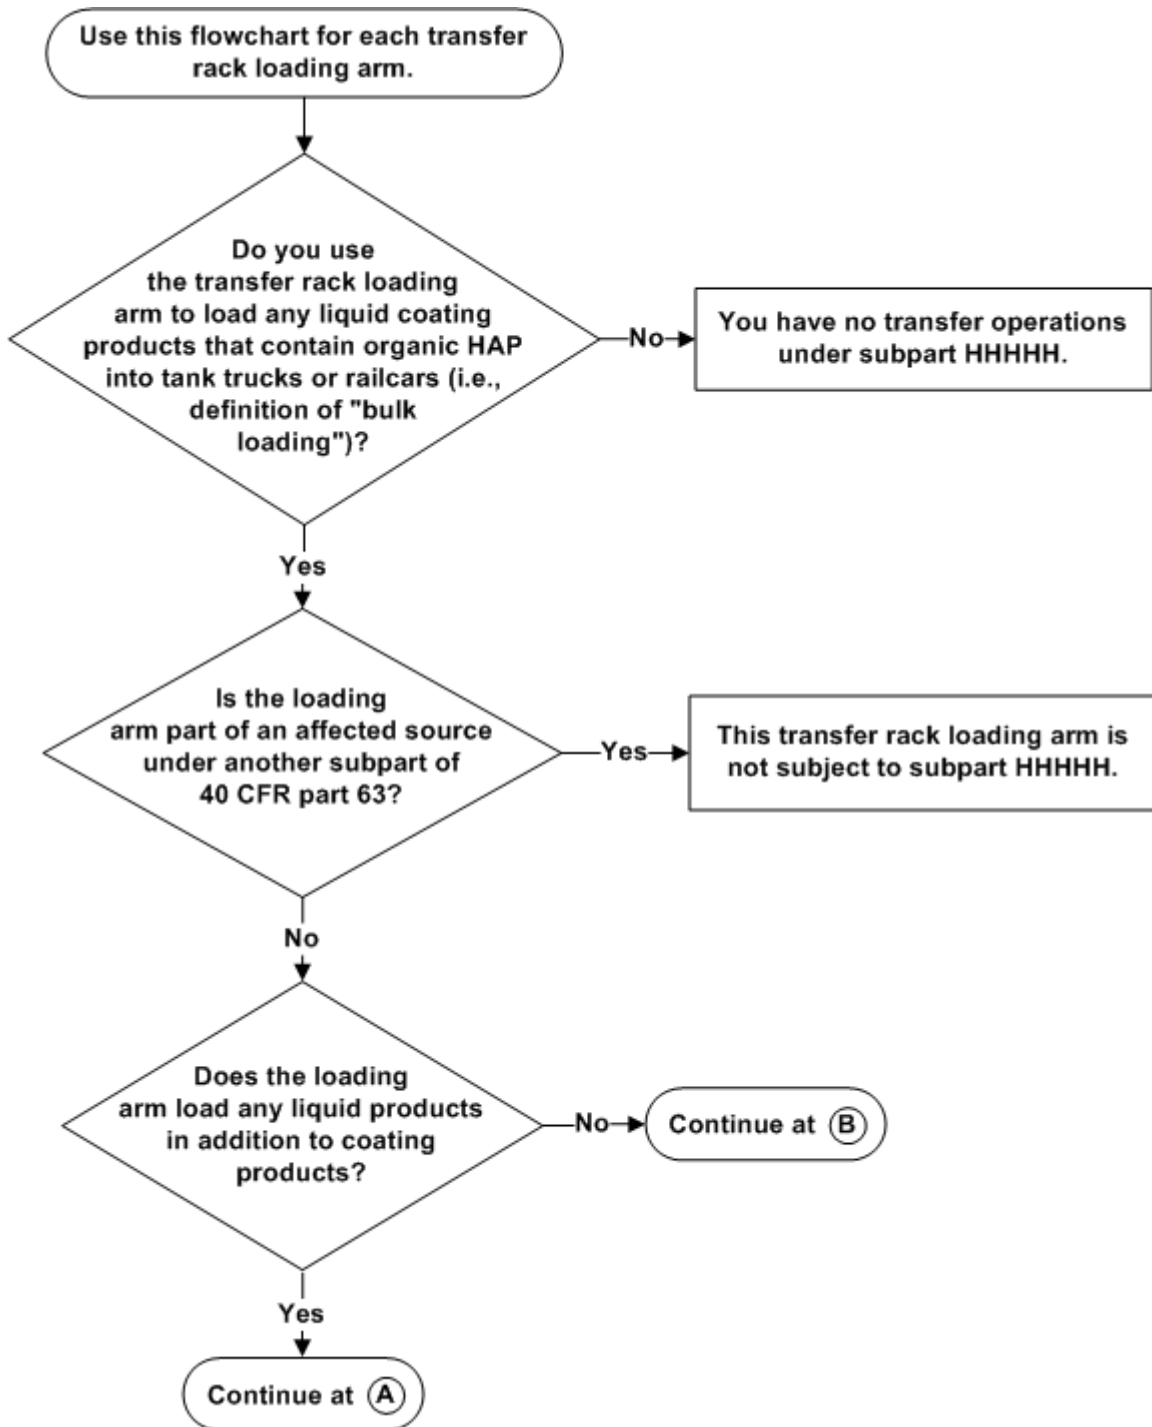 Use this flowchart for each transfer
rack loading arm.
Do you use
the transfer rack loading
arm to load any liquid coating
products that contain organic HAP
into tank trucks or railcars (i.e.,
definition of "bulk
loading")?
No
You have no transfer operations
under subpart HHHHH.
Yes
Is the loading
arm part of an affected source
under another subpart of
40 CFR part 63?
Yes
This transfer rack loading arm is
not subject to subpart HHHHH.
No
Does the loading
arm load any liquid products
in addition to coating
products?
No
Continue at B
Yes
Continue at A